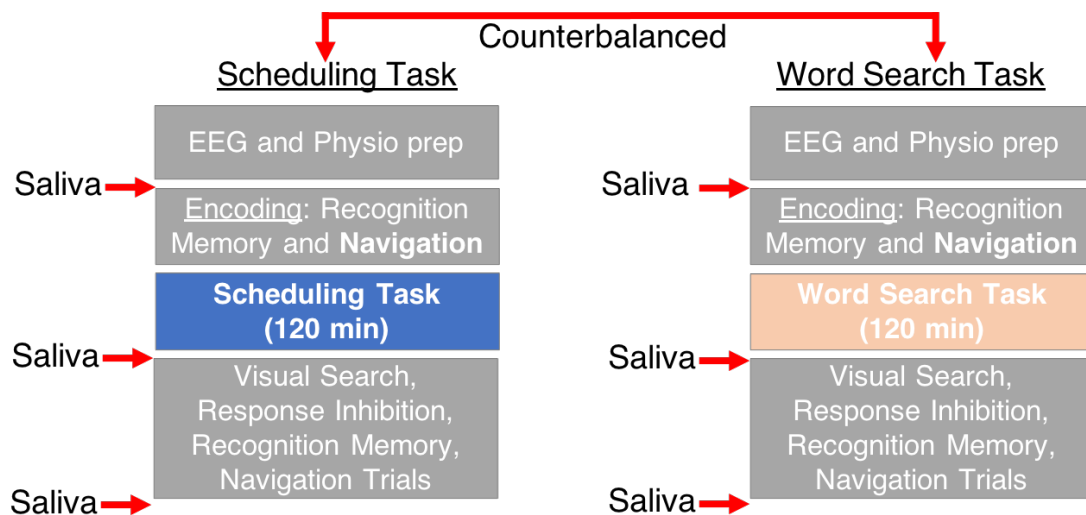 Counterbalanced
Scheduling Task
EEG and Physio prep
Saliva
Encoding: Recognition
Memory and Navigation
Scheduling Task
(120 min)
Saliva
Visual Search,
Response Inhibition,
Recognition Memory,
Navigation Trials
Saliva
Word Search Task
EEG and Physio prep
Saliva
Encoding: Recognition
Memory and Navigation
Word Search Task
(120 min)
Saliva
Visual Search,
Response Inhibition,
Recognition Memory,
Navigation Trials
Saliva